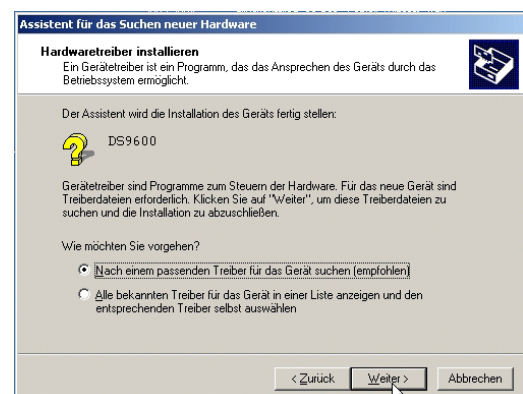 Assistent für das Suchen neuer Hardware
Hardwaretreiber installieren
Ein Gerätetreiber ist ein Programm, das das Ansprechen des Geräts durch das
Betriebssystem ermöglicht.
Der Assistent wird die Installation des Geräts fertig stellen:
DS9600
Gerätetreiber sind Programme zum Steuern der Hardware. Für das neue Gerät sind
Treiberdateien erforderlich. Klicken Sie auf "Weiter", um diese Treiberdateien zu
suchen und die Installation zu abzuschließen.
Wie möchten Sie vorgehen?
Nach einem passenden Treiber für das Gerät suchen (empfohlen)
Alle bekannten Treiber für das Gerät in einer Liste anzeigen und den
entsprechenden Treiber selbst auswählen
< Zurück Weiter > Abbrechen